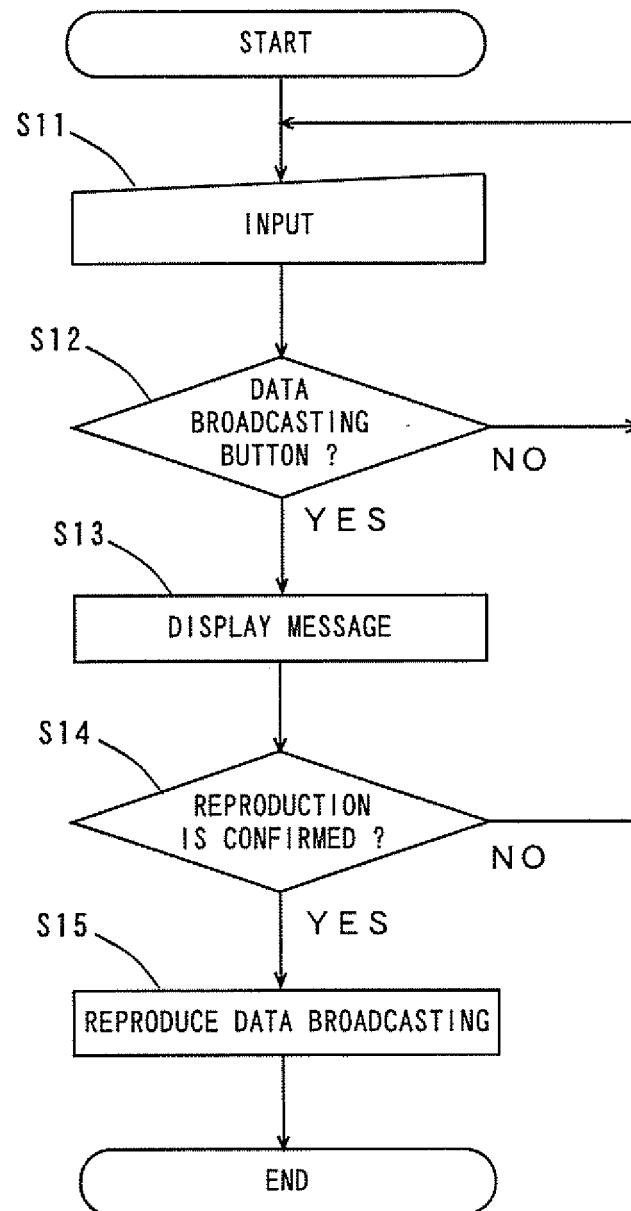 START
S11
INPUT
S12
DATA
BROADCASTING
BUTTON ?
NO
YES
S13
DISPLAY MESSAGE
S14
REPRODUCTION
IS CONFIRMED ?
NO
YES
S15
REPRODUCE DATA BROADCASTING
END